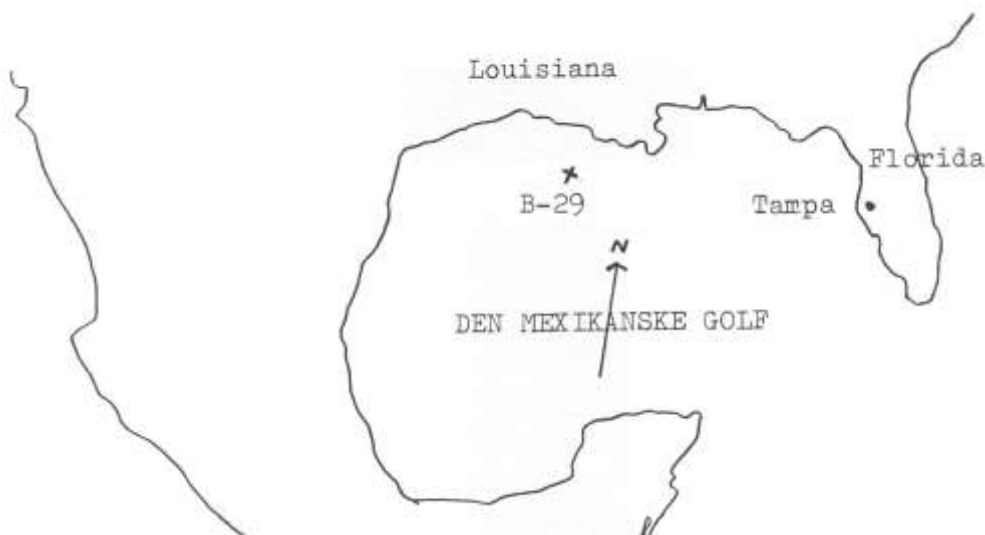 Louisiana
Florida
B-29
Tampa
N
DEN MEXIKANSKE GOLF